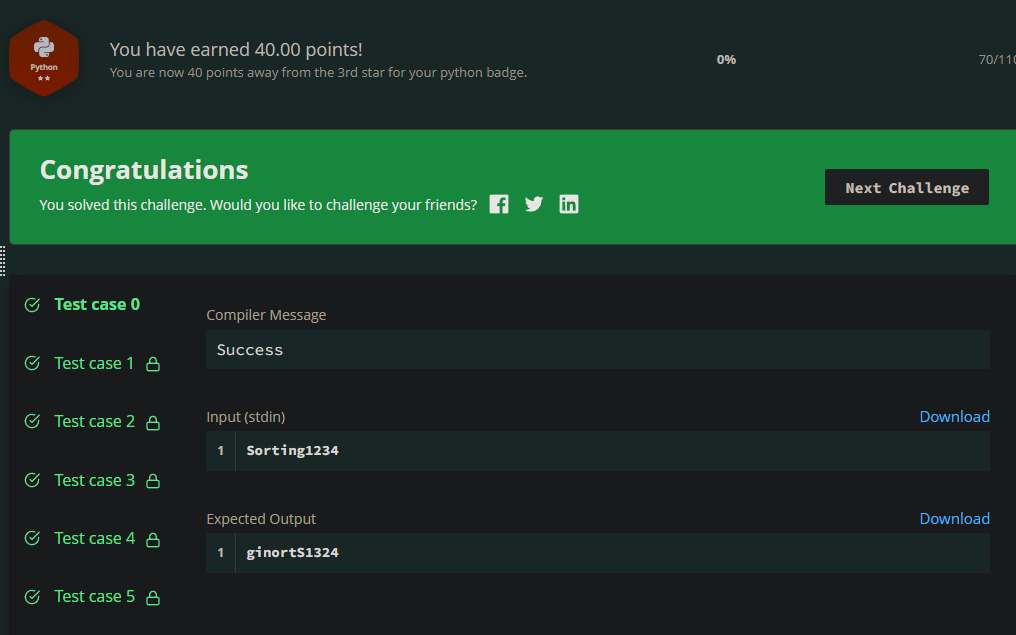 Python
You have earned 40.00 points!
You are now 40 points away from the 3rd star for your python badge.
0%
70/110
Congratulations
You solved this challenge. Would you like to challenge your friends?
Next Challenge
Test case 0
Test case 1
Test case 2
Test case 3
Test case 4
Test case 5
Compiler Message
Success
Input (stdin)
Download
1 Sorting1234
Expected Output
Download
1 ginortS1324